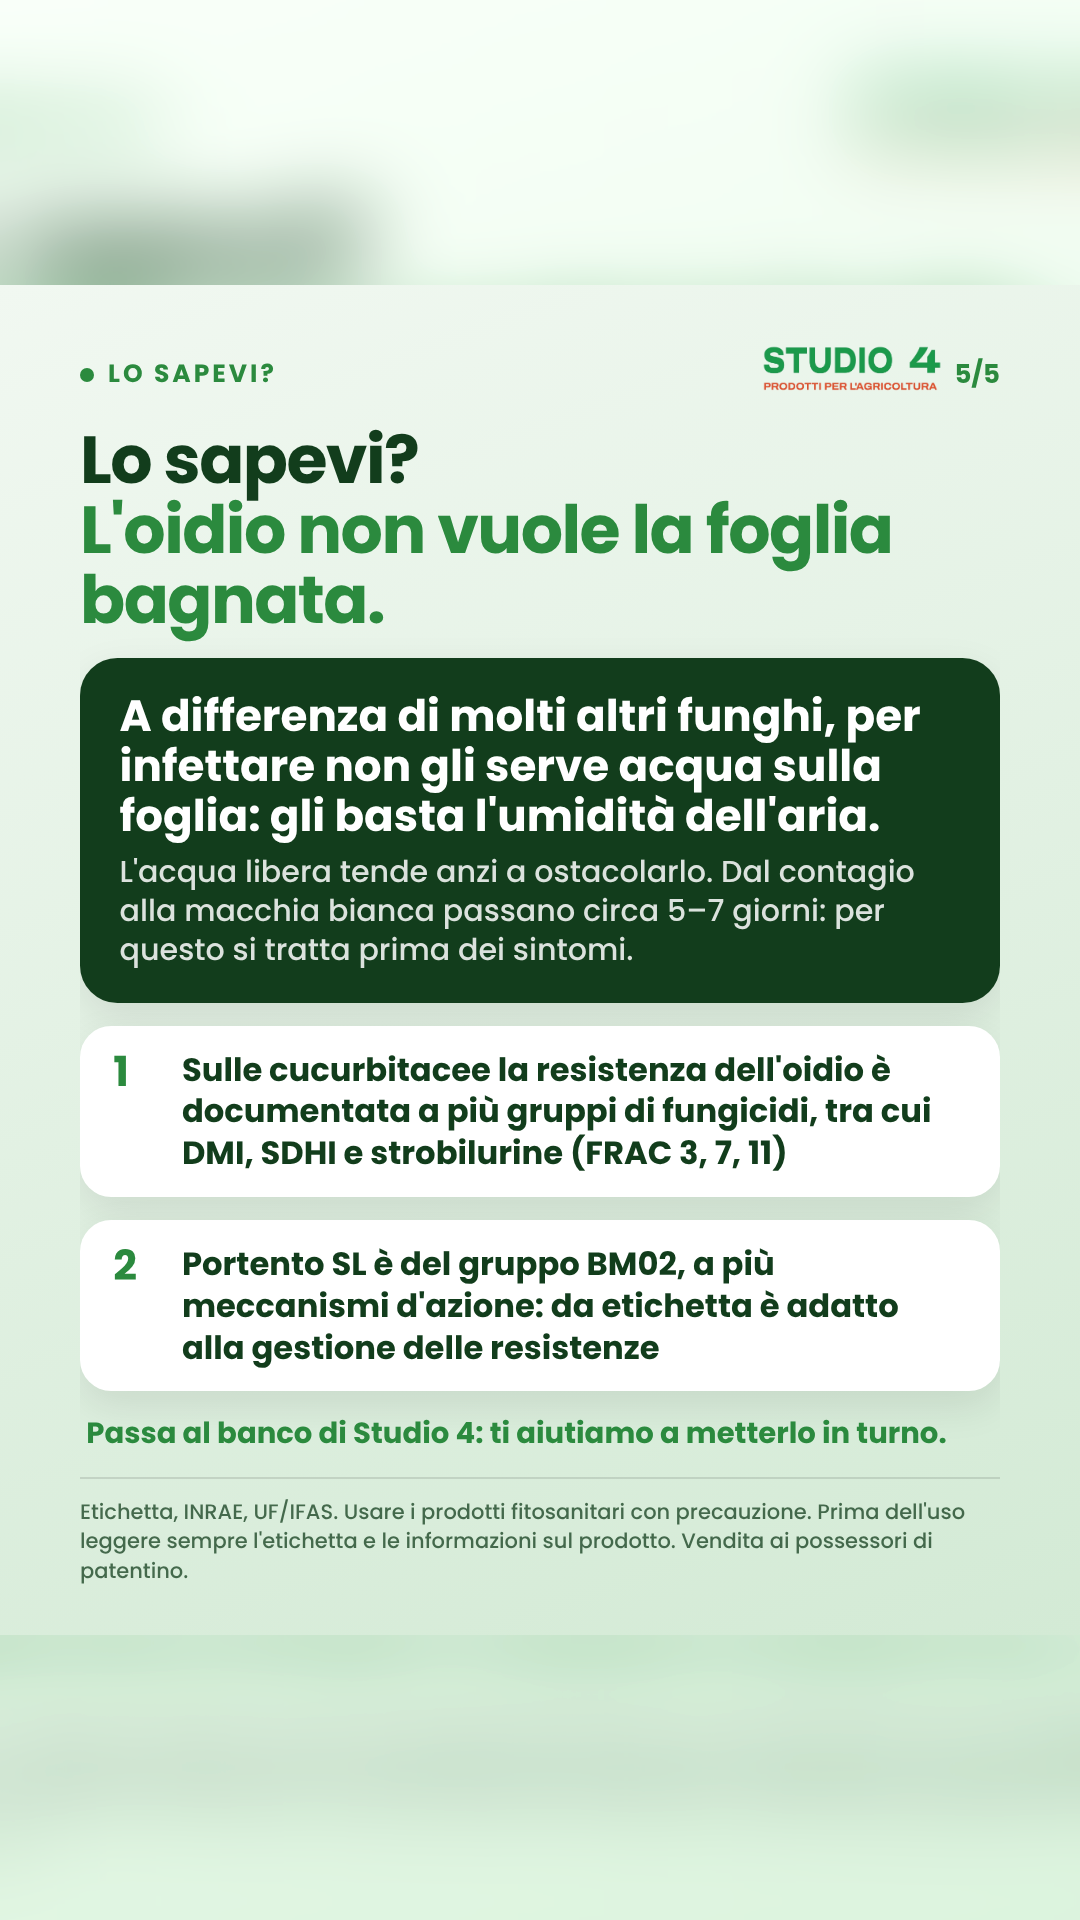 LO SAPEVI?
STUDIO 4
PRODOTTI PER L'AGRICOLTURA
5/5
Lo sapevi?
L'oidio non vuole la foglia
bagnata.
A differenza di molti altri funghi, per
infettare non gli serve acqua sulla
foglia: gli basta l'umidità dell'aria.
L'acqua libera tende anzi a ostacolarlo. Dal contagio
alla macchia bianca passano circa 5–7 giorni: per
questo si tratta prima dei sintomi.
1
Sulle cucurbitacee la resistenza dell'oidio è
documentata a più gruppi di fungicidi, tra cui
DMI, SDHI e strobilurine (FRAC 3, 7, 11)
2
Portento SL è del gruppo BM02, a più
meccanismi d'azione: da etichetta è adatto
alla gestione delle resistenze
Passa al banco di Studio 4: ti aiutiamo a metterlo in turno.
Etichetta, INRAE, UF/IFAS. Usare i prodotti fitosanitari con precauzione. Prima dell'uso
leggere sempre l'etichetta e le informazioni sul prodotto. Vendita ai possessori di
patentino.